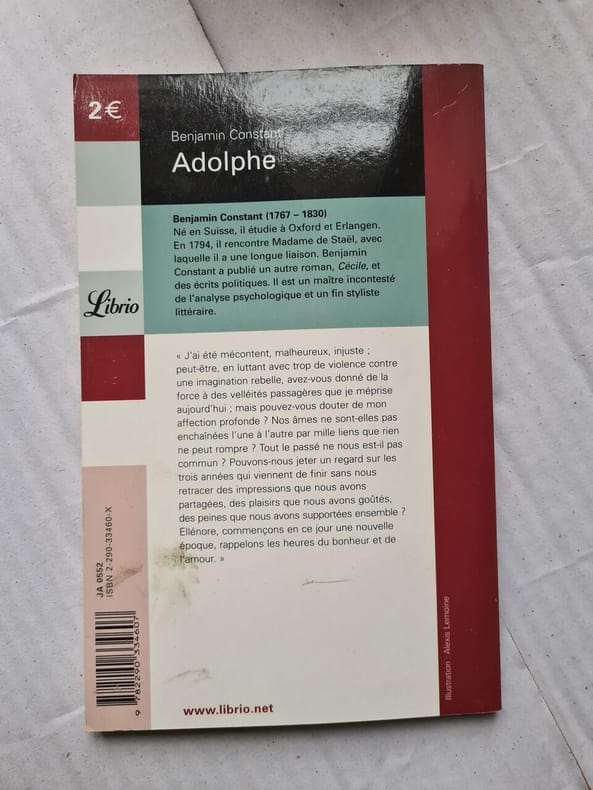 2€
Benjamin Constant
Adolphe
Benjamin Constant (1767 – 1830)
Né en Suisse, il étudie à Oxford et Erlangen.
En 1794, il rencontre Madame de Staël, avec
laquelle il a une longue liaison. Benjamin
Constant a publié un autre roman, Cécile, et
des écrits politiques. Il est un maître incontesté
de l'analyse psychologique et un fin styliste
littéraire.
Librio
« J'ai été mécontent, malheureux, injuste ;
peut-être, en luttant avec trop de violence contre
une imagination rebelle, avez-vous donné de la
force à des velléités passagères que je méprise
aujourd'hui ; mais pouvez-vous douter de mon
affection profonde ? Nos âmes ne sont-elles pas
enchaînées l'une à l'autre par mille liens que rien
ne peut rompre ? Tout le passé ne nous est-il pas
commun ? Pouvons-nous jeter un regard sur les
trois années qui viennent de finir sans nous
retracer des impressions que nous avons
partagées, des plaisirs que nous avons goûtés,
des peines que nous avons supportées ensemble ?
Ellénore, commençons en ce jour une nouvelle
époque, rappelons les heures du bonheur et de
l'amour. »
JA 0552
ISBN 2-290-33460-X
9 782290 334607
www.librio.net
Illustration : Alexis Lemoine